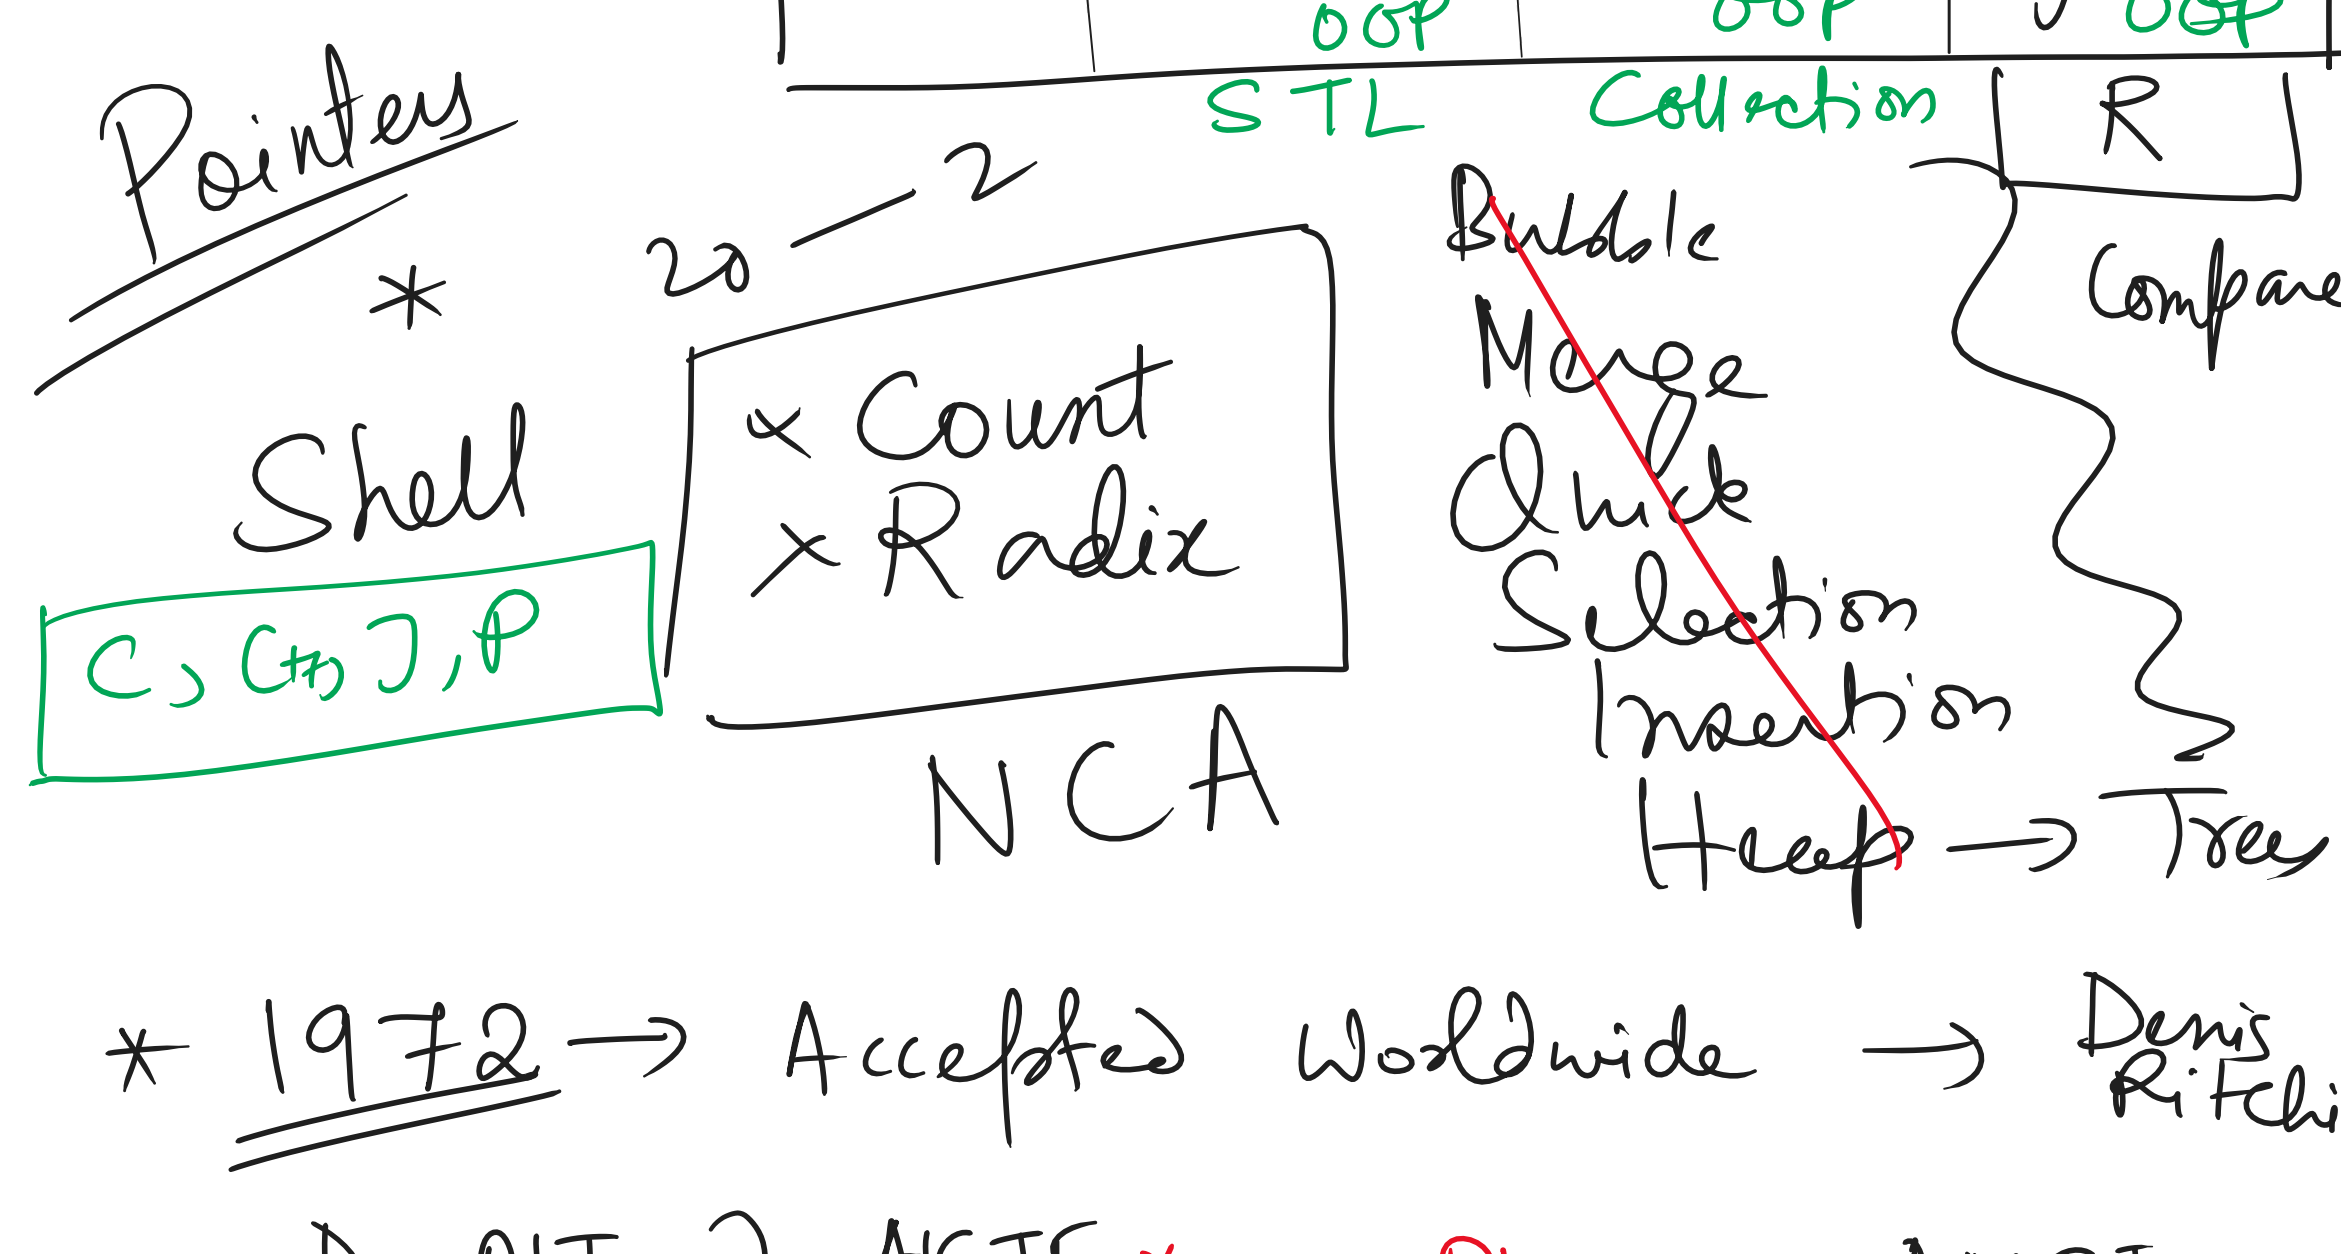 OOP OOP OOP
STL Collection R
Pointers
20 — 2
*
Bubble
Compare
Merge
Shell
× Count
Quick
× Radix
Selection
C, C++, J, P
Insertion
NCA
Heap → Trees
* 1972 → Accepted Worldwide → Denis
Ritchi